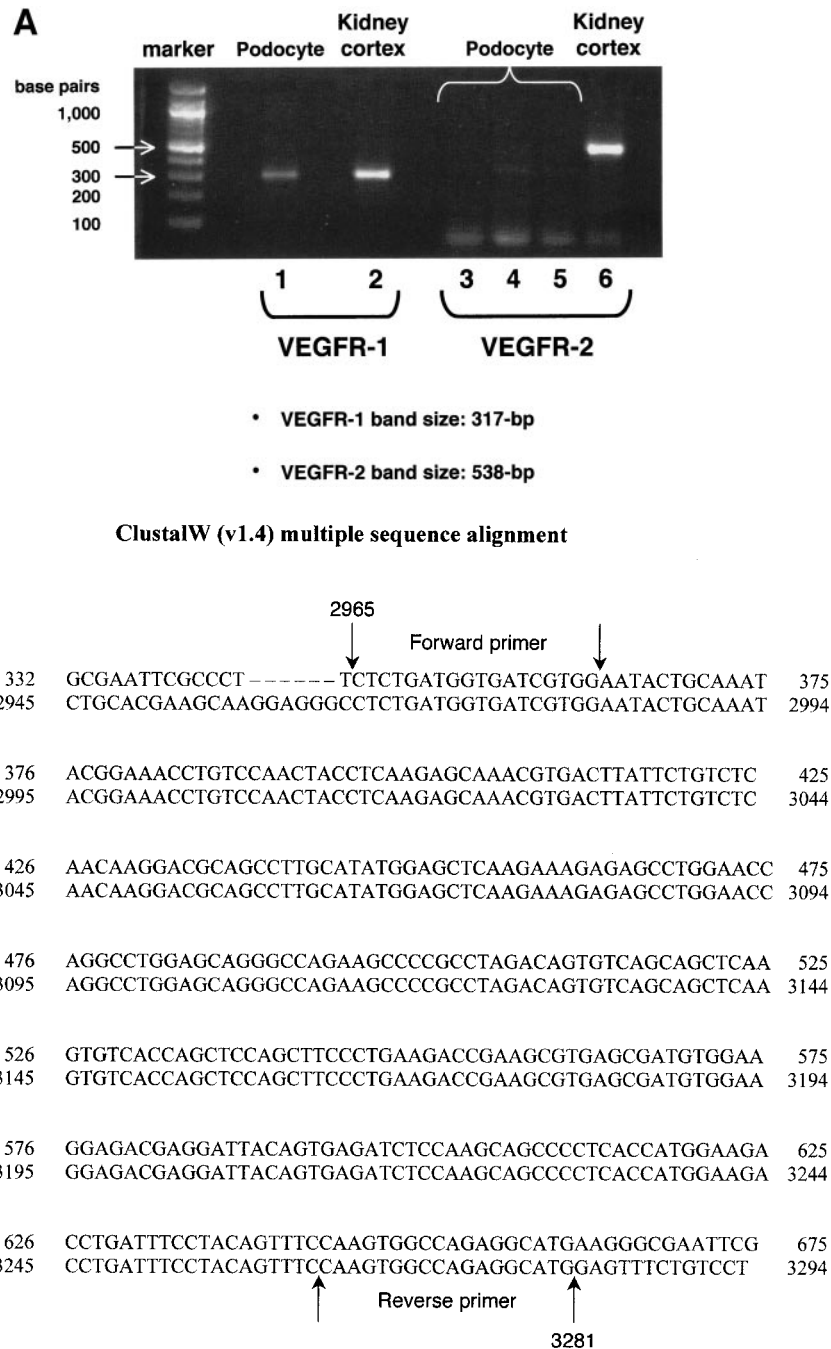 A
marker Podocyte Kidney cortex Podocyte Kidney cortex
base pairs
1,000
500
300
200
100
1 2 3 4 5 6
VEGFR-1 VEGFR-2
• VEGFR-1 band size: 317-bp
• VEGFR-2 band size: 538-bp
ClustalW (v1.4) multiple sequence alignment
2965
Forward primer
332 GCGAATTCGCCCT------TCTCTGATGGTGATCGTGGAATACTGCAAAT 375
2945 CTGCACGAAGCAAGGAGGGCCTCTGATGGTGATCGTGGAATACTGCAAAT 2994
376 ACGGAAACCTGTCCAACTACCTCAAGAGCAAACGTGACTTATTCTGTCTC 425
2995 ACGGAAACCTGTCCAACTACCTCAAGAGCAAACGTGACTTATTCTGTCTC 3044
426 AACAAGGACGCAGCCTTGCATATGGAGCTCAAGAAAGAGAGCCTGGAACC 475
3045 AACAAGGACGCAGCCTTGCATATGGAGCTCAAGAAAGAGAGCCTGGAACC 3094
476 AGGCCTGGAGCAGGGCCAGAAGCCCCGCCTAGACAGTGTCAGCAGCTCAA 525
3095 AGGCCTGGAGCAGGGCCAGAAGCCCCGCCTAGACAGTGTCAGCAGCTCAA 3144
526 GTGTCACCAGCTCCAGCTTCCCTGAAGACCGAAGCGTGAGCGATGTGGAA 575
3145 GTGTCACCAGCTCCAGCTTCCCTGAAGACCGAAGCGTGAGCGATGTGGAA 3194
576 GGAGACGAGGATTACAGTGAGATCTCCAAGCAGCCCCTCACCATGGAAGA 625
3195 GGAGACGAGGATTACAGTGAGATCTCCAAGCAGCCCCTCACCATGGAAGA 3244
626 CCTGATTTCCTACAGTTTCCAAGTGGCCAGAGGCATGAAGGGCGAATTCG 675
3245 CCTGATTTCCTACAGTTTCCAAGTGGCCAGAGGCATGGAGTTTCTGTCCT 3294
Reverse primer
3281